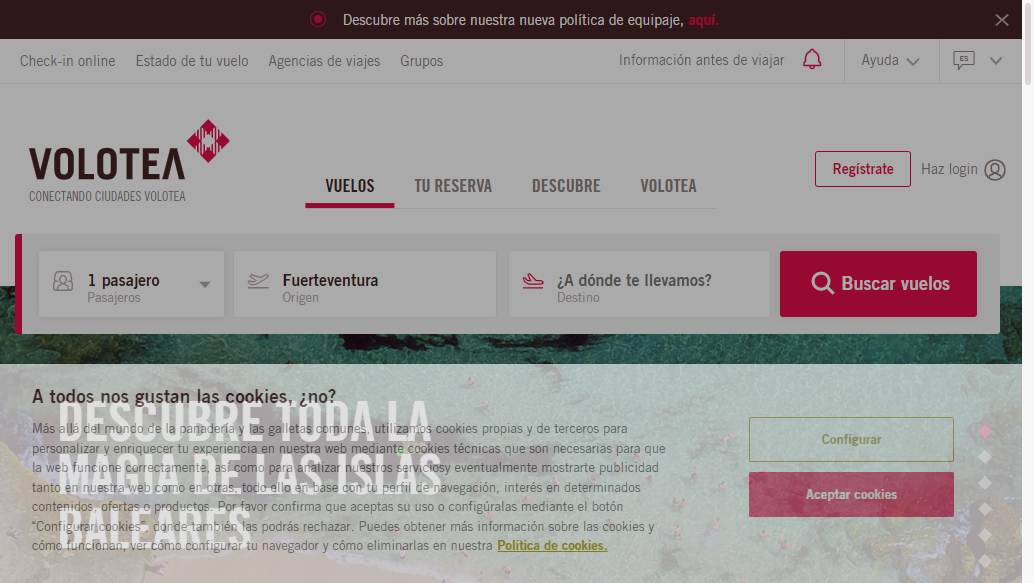 Descubre más sobre nuestra nueva política de equipaje, aquí.
Check-in online Estado de tu vuelo Agencias de viajes Grupos Información antes de viajar Ayuda ES
VOLOTEA
CONECTANDO CIUDADES VOLOTEA
VUELOS TU RESERVA DESCUBRE VOLOTEA
Regístrate Haz login
1 pasajero
Pasajeros
Fuerteventura
Origen
¿A dónde te llevamos?
Destino
Buscar vuelos
DESCUBRE TODA LA
MAGIA DE LAS ISLAS
BALEARES
A todos nos gustan las cookies, ¿no?
Más allá del mundo de la panadería y las galletas comunes, utilizamos cookies propias y de terceros para
personalizar y enriquecer tu experiencia en nuestra web mediante cookies técnicas que son necesarias para que
la web funcione correctamente, así como para analizar nuestros serviciosy eventualmente mostrarte publicidad
tanto en nuestra web como en otras, todo ello en base con tu perfil de navegación, interés en determinados
contenidos, ofertas o productos. Por favor confirma que aceptas su uso o configúralas mediante el botón
“Configurar cookies”, donde también las podrás rechazar. Puedes obtener más información sobre las cookies y
cómo funcionan, ver cómo configurar tu navegador y cómo eliminarlas en nuestra Política de cookies.
Configurar
Aceptar cookies